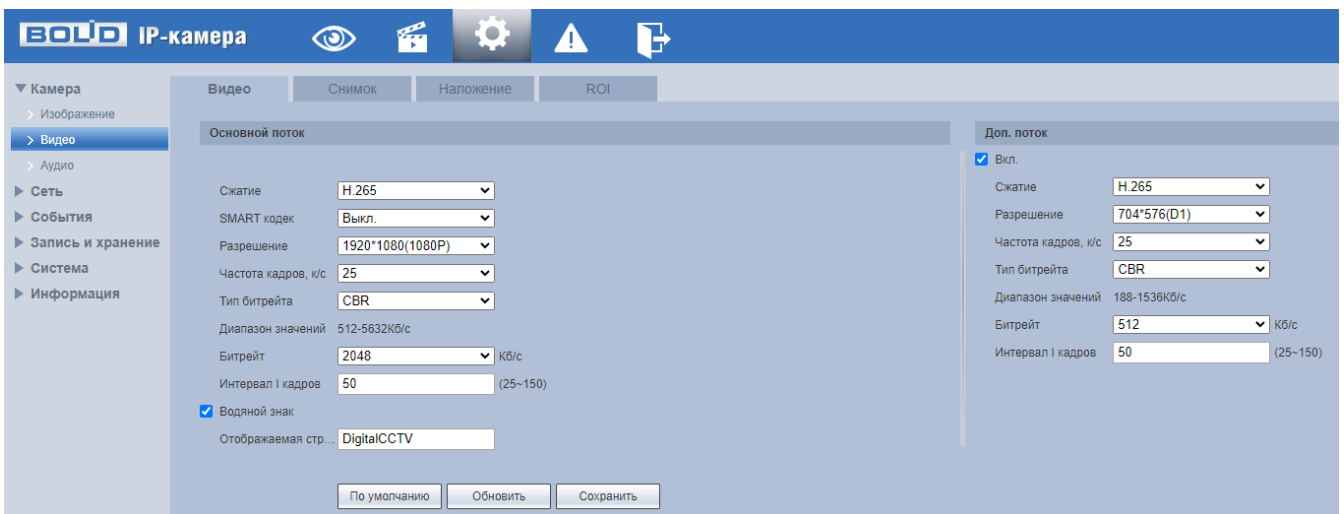 BOLID IP-камера
Камера
Изображение
Видео
Аудио
Сеть
События
Запись и хранение
Система
Информация
Видео
Снимок
Наложение
ROI
Основной поток
Сжатие H.265
SMART кодек Выкл.
Разрешение 1920*1080(1080P)
Частота кадров, к/с 25
Тип битрейта CBR
Диапазон значений 512-5632Кб/с
Битрейт 2048 Кб/с
Интервал I кадров 50 (25~150)
Водяной знак
Отображаемая стр... DigitalCCTV
По умолчанию Обновить Сохранить
Доп. поток
Вкл.
Сжатие H.265
Разрешение 704*576(D1)
Частота кадров, к/с 25
Тип битрейта CBR
Диапазон значений 188-1536Кб/с
Битрейт 512 Кб/с
Интервал I кадров 50 (25~150)